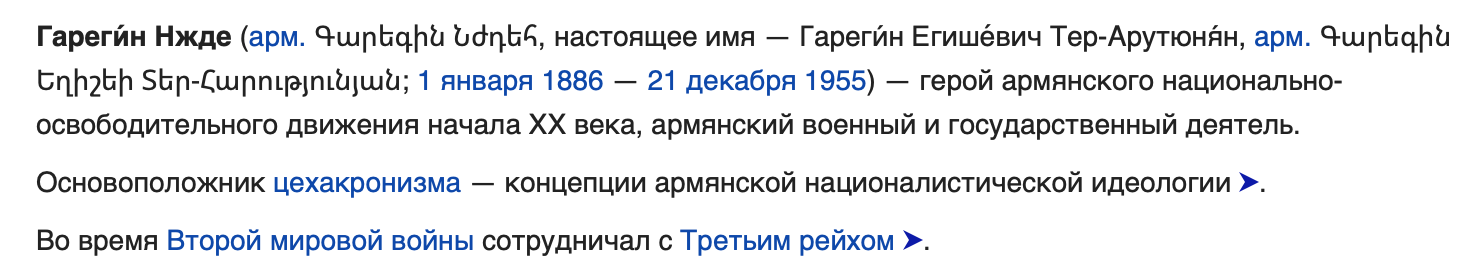 Гареги́н Нжде (арм. Գարեգին Նժդեհ, настоящее имя — Гареги́н Егише́вич Тер-Арутюня́н, арм. Գարեգին
Եղիշեի Տեր-Հարությունյան; 1 января 1886 — 21 декабря 1955) — герой армянского национально-
освободительного движения начала XX века, армянский военный и государственный деятель.
Основоположник цехакронизма — концепции армянской националистической идеологии ➤.
Во время Второй мировой войны сотрудничал с Третьим рейхом ➤.